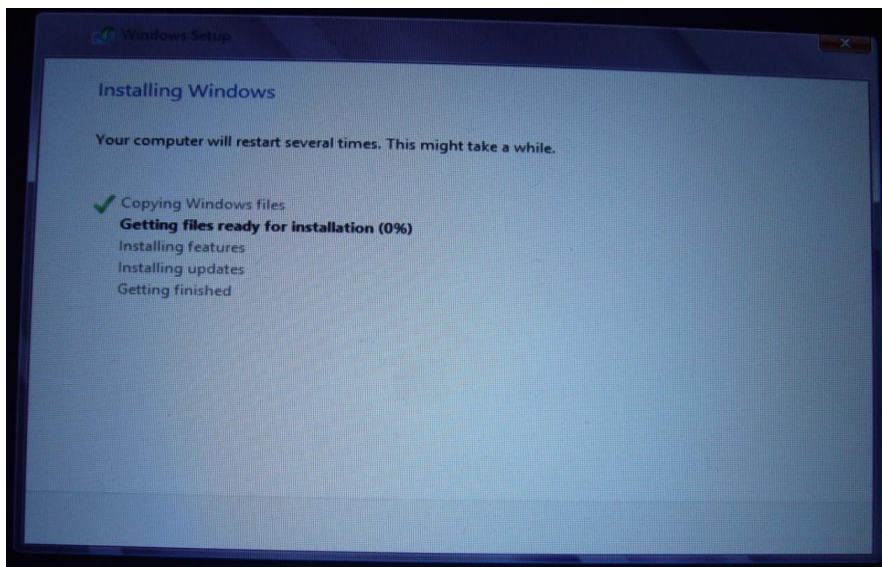 Windows Setup
Installing Windows
Your computer will restart several times. This might take a while.
Copying Windows files
Getting files ready for installation (0%)
Installing features
Installing updates
Getting finished